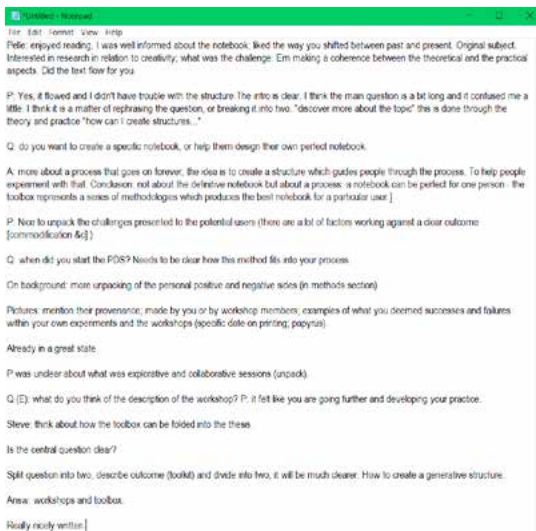 *Untitled - Notepad
File Edit Format View Help
Pelle: enjoyed reading, I was well informed about the notebook; liked the way you shifted between past and present. Original subject.
Interested in research in relation to creativity; what was the challenge. Em making a coherence between the theoretical and the practical
aspects. Did the text flow for you
P: Yes, it flowed and I didn't have trouble with the structure.The intro is clear. I think the main question is a bit long and it confused me a
little. I think it is a matter of rephrasing the question, or breaking it into two. "discover more about the topic" this is done through the
theory and practice "how can I create structures..."
Q: do you want to create a specific notebook, or help them design their own perfect notebook.
A: more about a process that goes on forever; the idea is to create a structure which guides people through the process. To help people
experiment with that. Conclusion: not about the definitive notebook but about a process: a notebook can be perfect for one person - the
toolbox represents a series of methodologies which produces the best notebook for a particular user ]
P: Nice to unpack the challenges presented to the potential users (there are a lot of factors working against a clear outcome
[commodification &c] )
Q: when did you start the PDS? Needs to be clear how this method fits into your process
On background: more unpacking of the personal positive and negative sides (in methods section)
Pictures: mention their provenance; made by you or by workshop members; examples of what you deemed successes and failures
within your own experiments and the workshops (specific date on printing; papyrus).
Already in a great state
P was unclear about what was explorative and collaborative sessions (unpack).
Q (E): what do you think of the description of the workshop? P: it felt like you are going further and developing your practice.
Steve: think about how the toolbox can be folded into the thesis
Is the central question clear?
Split question into two, describe outcome (toolkit) and divide into two, it will be much clearer. How to create a generative structure.
Answ: workshops and toolbox.
Really nicely written